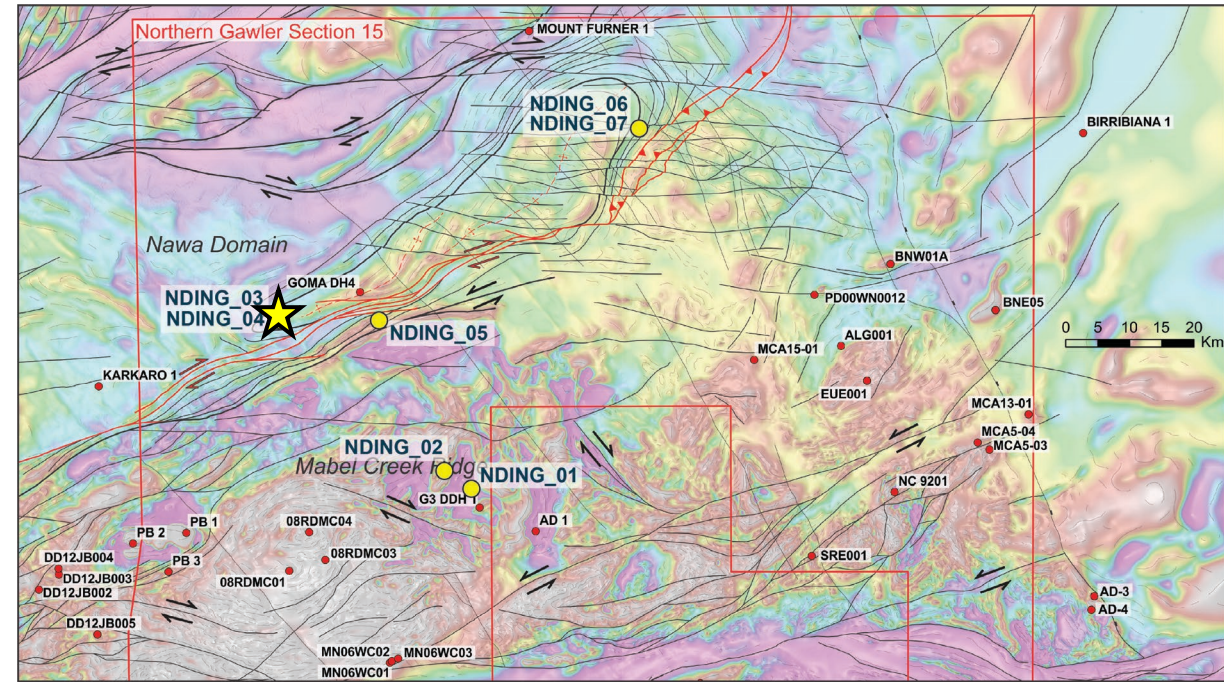 Northern Gawler Section 15
MOUNT FURNER 1
NDING_06
NDING_07
BIRRIBIANA 1
Nawa Domain
BNW01A
GOMA DH4
NDING_03
NDING_04
PD00WN0012
BNE05
0 5 10 15 20
Km
NDING_05
ALG001
MCA15-01
KARKARO 1
EUE001
MCA13-01
MCA5-04
MCA5-03
NDING_02
Mabel Creek Ridg
NDING_01
G3 DDH 1
NC 9201
PB 1
08RDMC04
AD 1
PB 2
08RDMC03
SRE001
DD12JB004
PB 3
DD12JB003
08RDMC01
DD12JB002
AD-3
AD-4
DD12JB005
MN06WC02
MN06WC03
MN06WC01